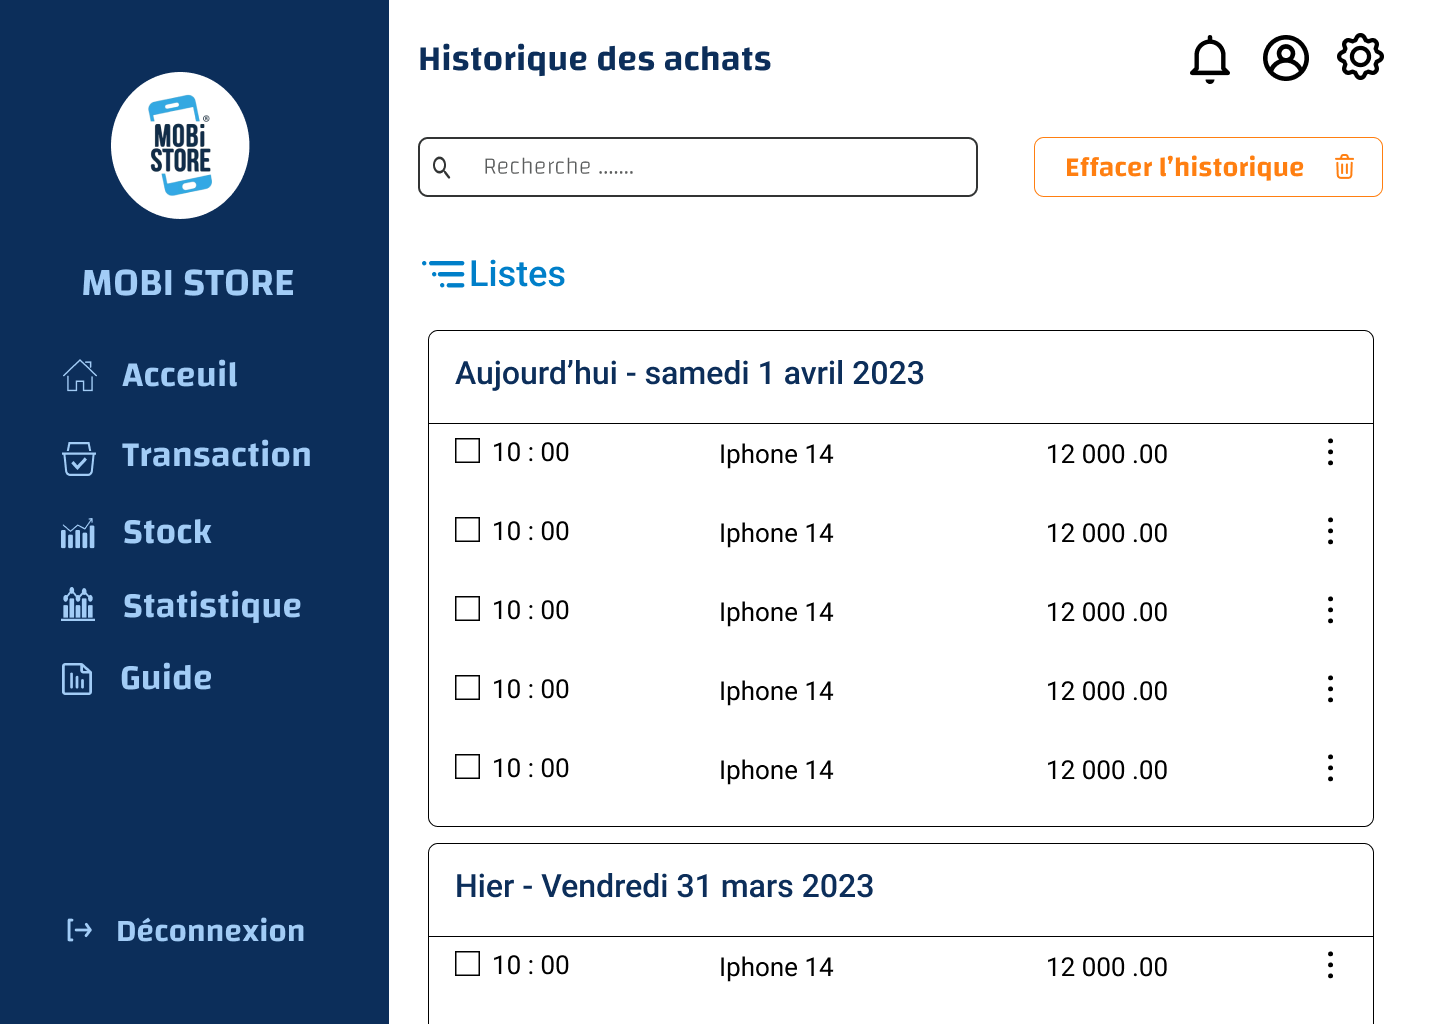 MOBi
STORE
®
MOBI STORE
Acceuil
Transaction
Stock
Statistique
Guide
Déconnexion
Historique des achats
Recherche .......
Effacer l’historique
Listes
Aujourd’hui - samedi 1 avril 2023
10 : 00 Iphone 14 12 000 .00
10 : 00 Iphone 14 12 000 .00
10 : 00 Iphone 14 12 000 .00
10 : 00 Iphone 14 12 000 .00
10 : 00 Iphone 14 12 000 .00
Hier - Vendredi 31 mars 2023
10 : 00 Iphone 14 12 000 .00